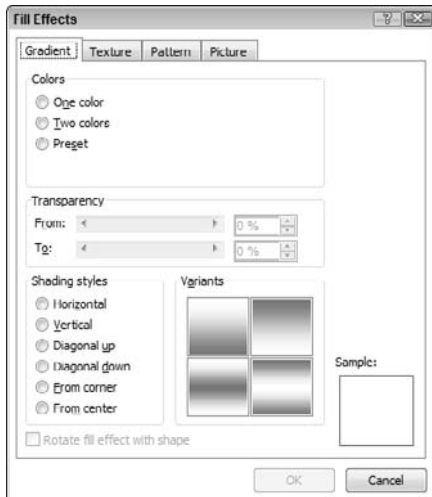 Fill Effects
Gradient Texture Pattern Picture
Colors
One color
Two colors
Preset
Transparency
From: 0 %
To: 0 %
Shading styles
Horizontal
Vertical
Diagonal up
Diagonal down
From corner
From center
Variants
Sample:
Rotate fill effect with shape
OK Cancel